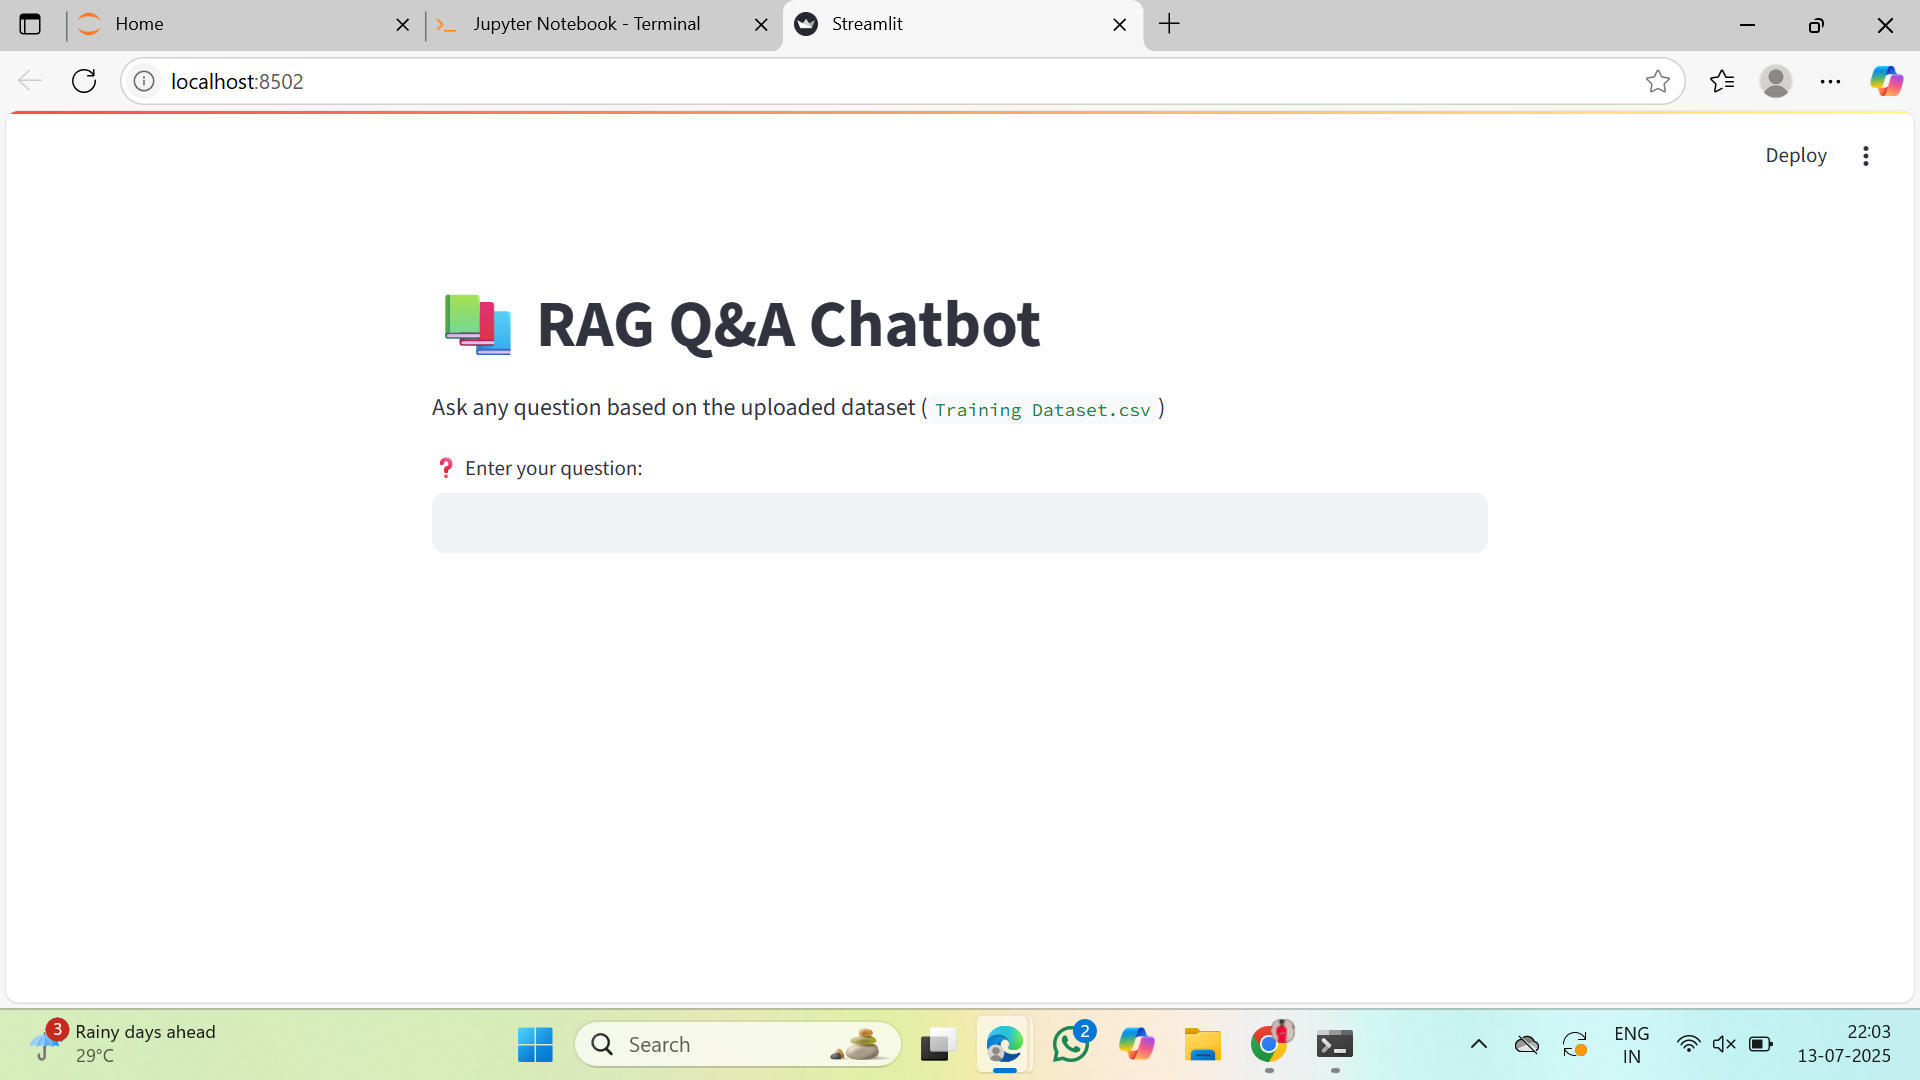 Home
Jupyter Notebook - Terminal
Streamlit
localhost:8502
Deploy
RAG Q&A Chatbot
Ask any question based on the uploaded dataset ( Training Dataset.csv )
❓ Enter your question:
3
Rainy days ahead
29°C
Search
2
ENG
IN
22:03
13-07-2025